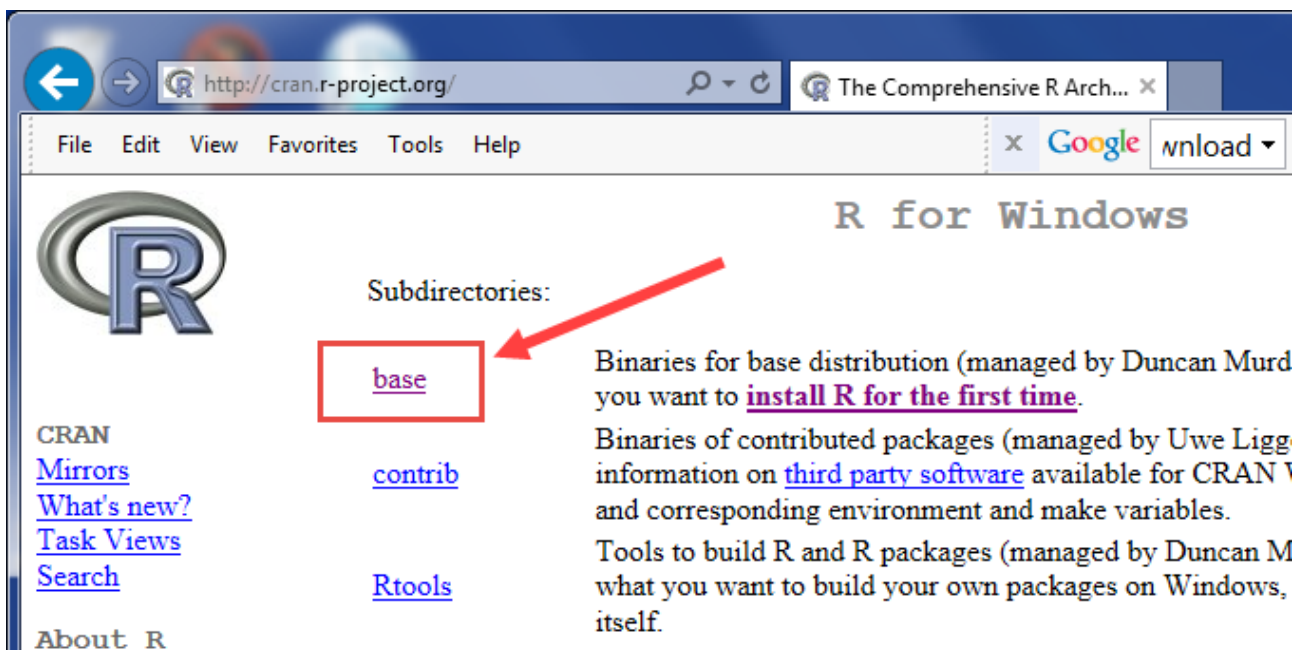 http://cran.r-project.org/
The Comprehensive R Arch...
File Edit View Favorites Tools Help
x Google wnload
R
R for Windows
Subdirectories:
base
Binaries for base distribution (managed by Duncan Murd
you want to install R for the first time.
contrib
Binaries of contributed packages (managed by Uwe Ligg
information on third party software available for CRAN
and corresponding environment and make variables.
Rtools
Tools to build R and R packages (managed by Duncan M
what you want to build your own packages on Windows,
itself.
CRAN
Mirrors
What's new?
Task Views
Search
About R